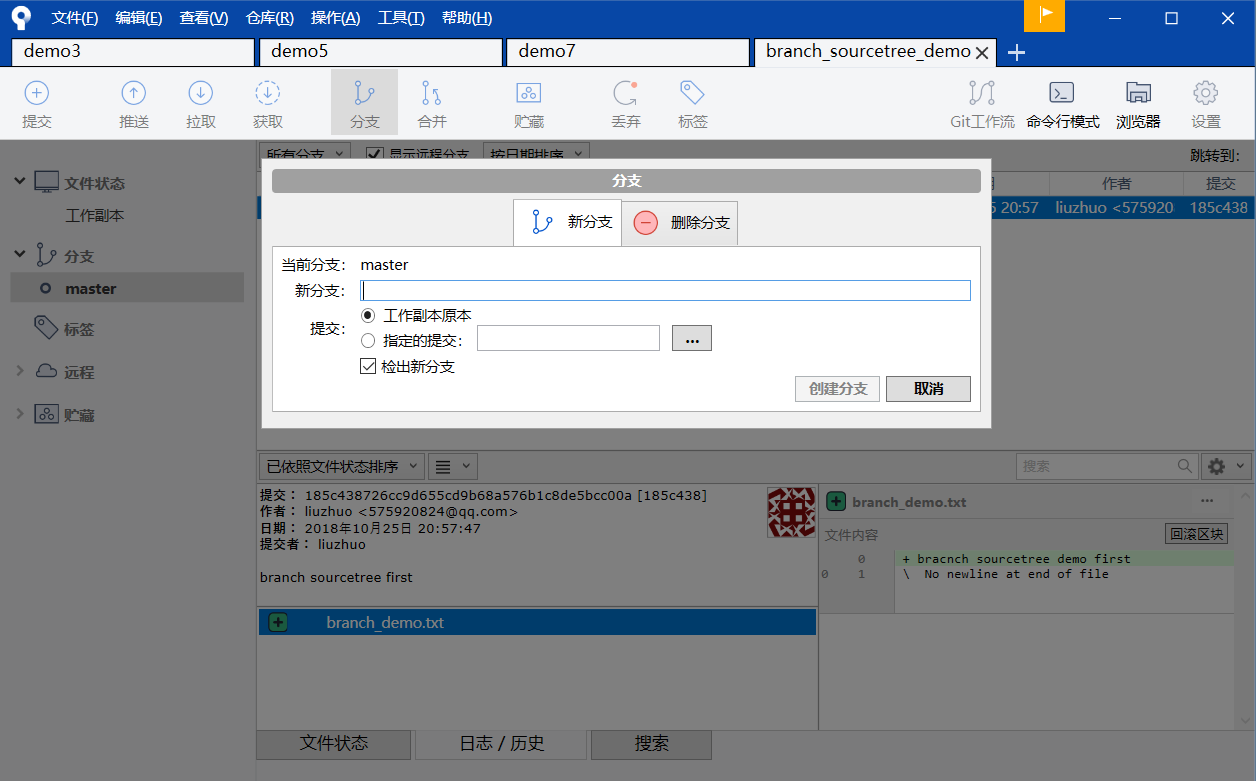 文件(F) 编辑(E) 查看(V) 仓库(R) 操作(A) 工具(T) 帮助(H)
demo3 demo5 demo7 branch_sourcetree_demo
提交 推送 拉取 获取 分支 合并 贮藏 丢弃 标签 Git工作流 命令行模式 浏览器 设置
所有分支 显示远程分支 按日期排序 跳转到:
文件状态
工作副本
分支
master
标签
远程
贮藏
作者 提交
20:57 liuzhuo <575920 185c438
分支
新分支 删除分支
当前分支: master
新分支:
提交: 工作副本原本
指定的提交: ...
检出新分支
创建分支 取消
已依照文件状态排序 搜索
提交: 185c438726cc9d655cd9b68a576b1c8de5bcc00a [185c438]
作者: liuzhuo <575920824@qq.com>
日期: 2018年10月25日 20:57:47
提交者: liuzhuo
branch sourcetree first
branch_demo.txt
branch_demo.txt ...
文件内容 回滚区块
0 + bracnch sourcetree demo first
0 1 \ No newline at end of file
文件状态 日志 / 历史 搜索